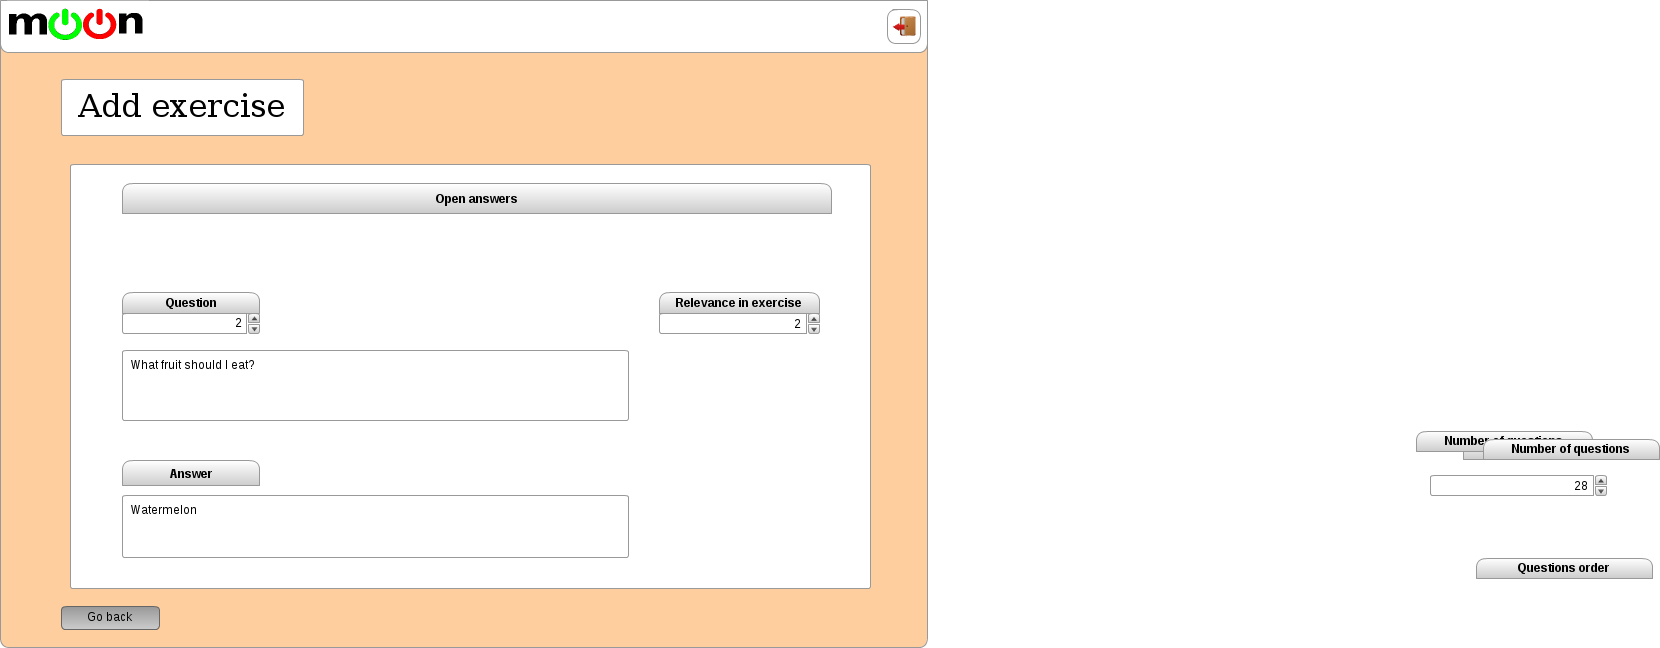 moon
Add exercise
Open answers
Question
2
Relevance in exercise
2
What fruit should I eat?
Answer
Watermelon
Go back
Number of questions
Number of questions
28
Questions order